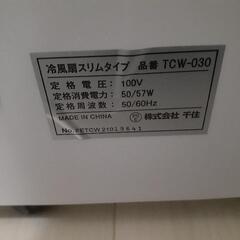 冷風扇スリムタイプ 品番 TCW-030
定格電圧：100V
定格消費電力：50/57W
定格周波数：50/60Hz
MADE IN CHINA 株式会社 千住